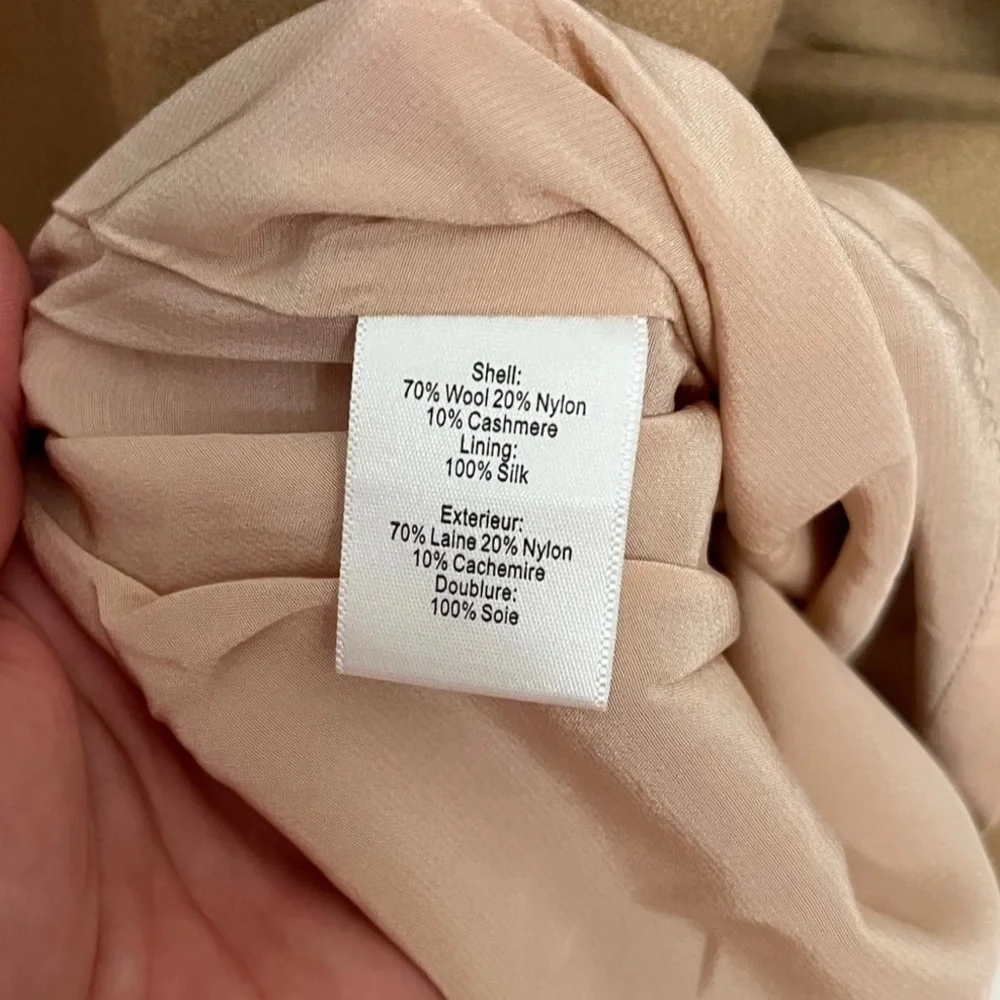 Shell:
70% Wool 20% Nylon
10% Cashmere
Lining:
100% Silk
Exterieur:
70% Laine 20% Nylon
10% Cachemire
Doublure:
100% Soie